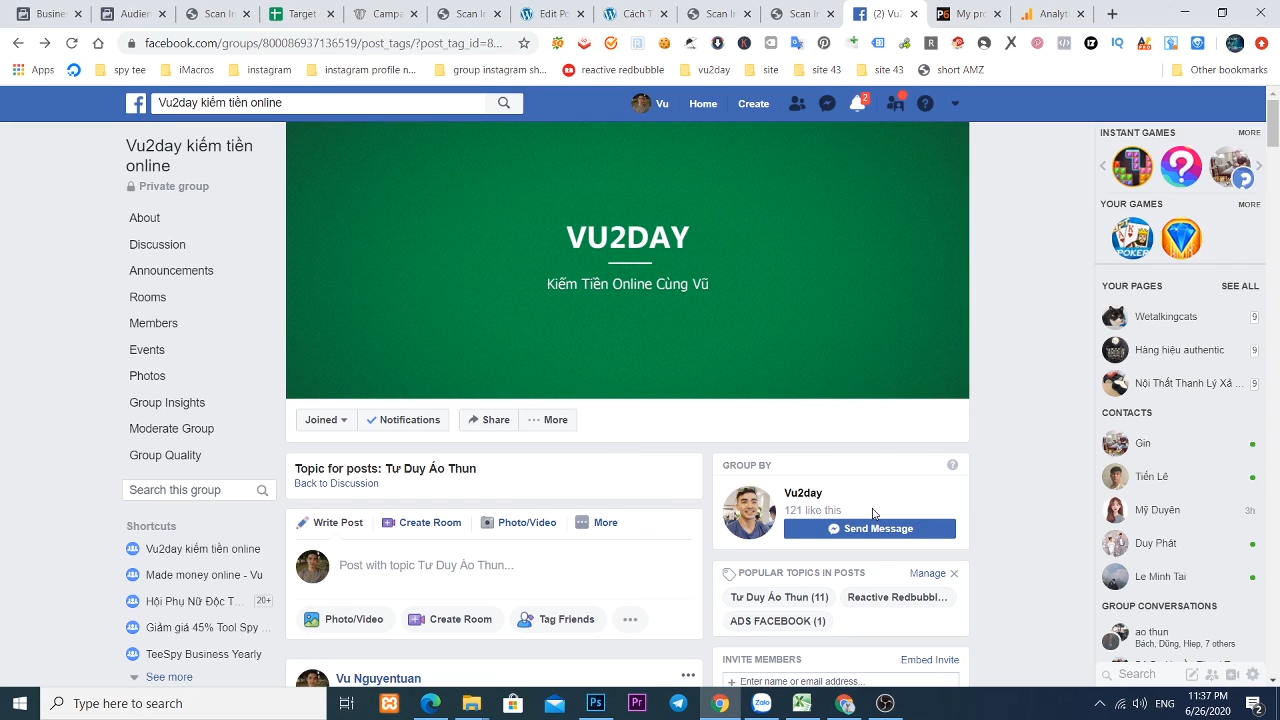 Busine
Audien
Scan In
Target
Camp
Scan In
Edit Po
Cách T
Scan In
Scan In
(2) Vu
My p
Analyt
facebook.com/groups/800086937136519/post_tags/?post_tag_id=8...
Apps
spy tee
iMacros
instagram
instagram profile n...
group instagram sh...
reactive redbubble
vu2day
site
site 43
site 43
short AMZ
Other bookmarks
Vu2day kiếm tiền online
Vu
Home
Create
2
Vu2day kiếm tiền
online
Private group
About
Discussion
Announcements
Rooms
Members
Events
Photos
Group Insights
Moderate Group
Group Quality
Search this group
Shortcuts
Vu2day kiếm tiền online
Made money online - Vu
Hội Phụ Nữ Độc T... 20+
Giảm giá 45% Tool Spy ...
TeeSpy Business Yearly
See more
VU2DAY
Kiếm Tiền Online Cùng Vũ
Joined
Notifications
Share
More
Topic for posts: Tư Duy Áo Thun
Back to Discussion
Write Post
Create Room
Photo/Video
More
Post with topic Tư Duy Áo Thun...
Photo/Video
Create Room
Tag Friends
Vu Nguyentuan
GROUP BY
Vu2day
121 like this
Send Message
POPULAR TOPICS IN POSTS
Manage
Tư Duy Áo Thun (11)
Reactive Redbubbl...
ADS FACEBOOK (1)
INVITE MEMBERS
Embed Invite
Enter name or email address...
INSTANT GAMES
MORE
YOUR GAMES
MORE
POKER
YOUR PAGES
SEE ALL
Wetalkingcats 9
Hàng hiệu authentic 9
Nội Thất Thanh Lý Xả ... 9
CONTACTS
Gin
Tiến Lê
Mỹ Duyên 3h
Duy Phát
Le Minh Tai
GROUP CONVERSATIONS
ao thun
Bách, Dũng, Hiep, 7 others
Search
Type here to search
Zalo
11:37 PM
6/26/2020
2